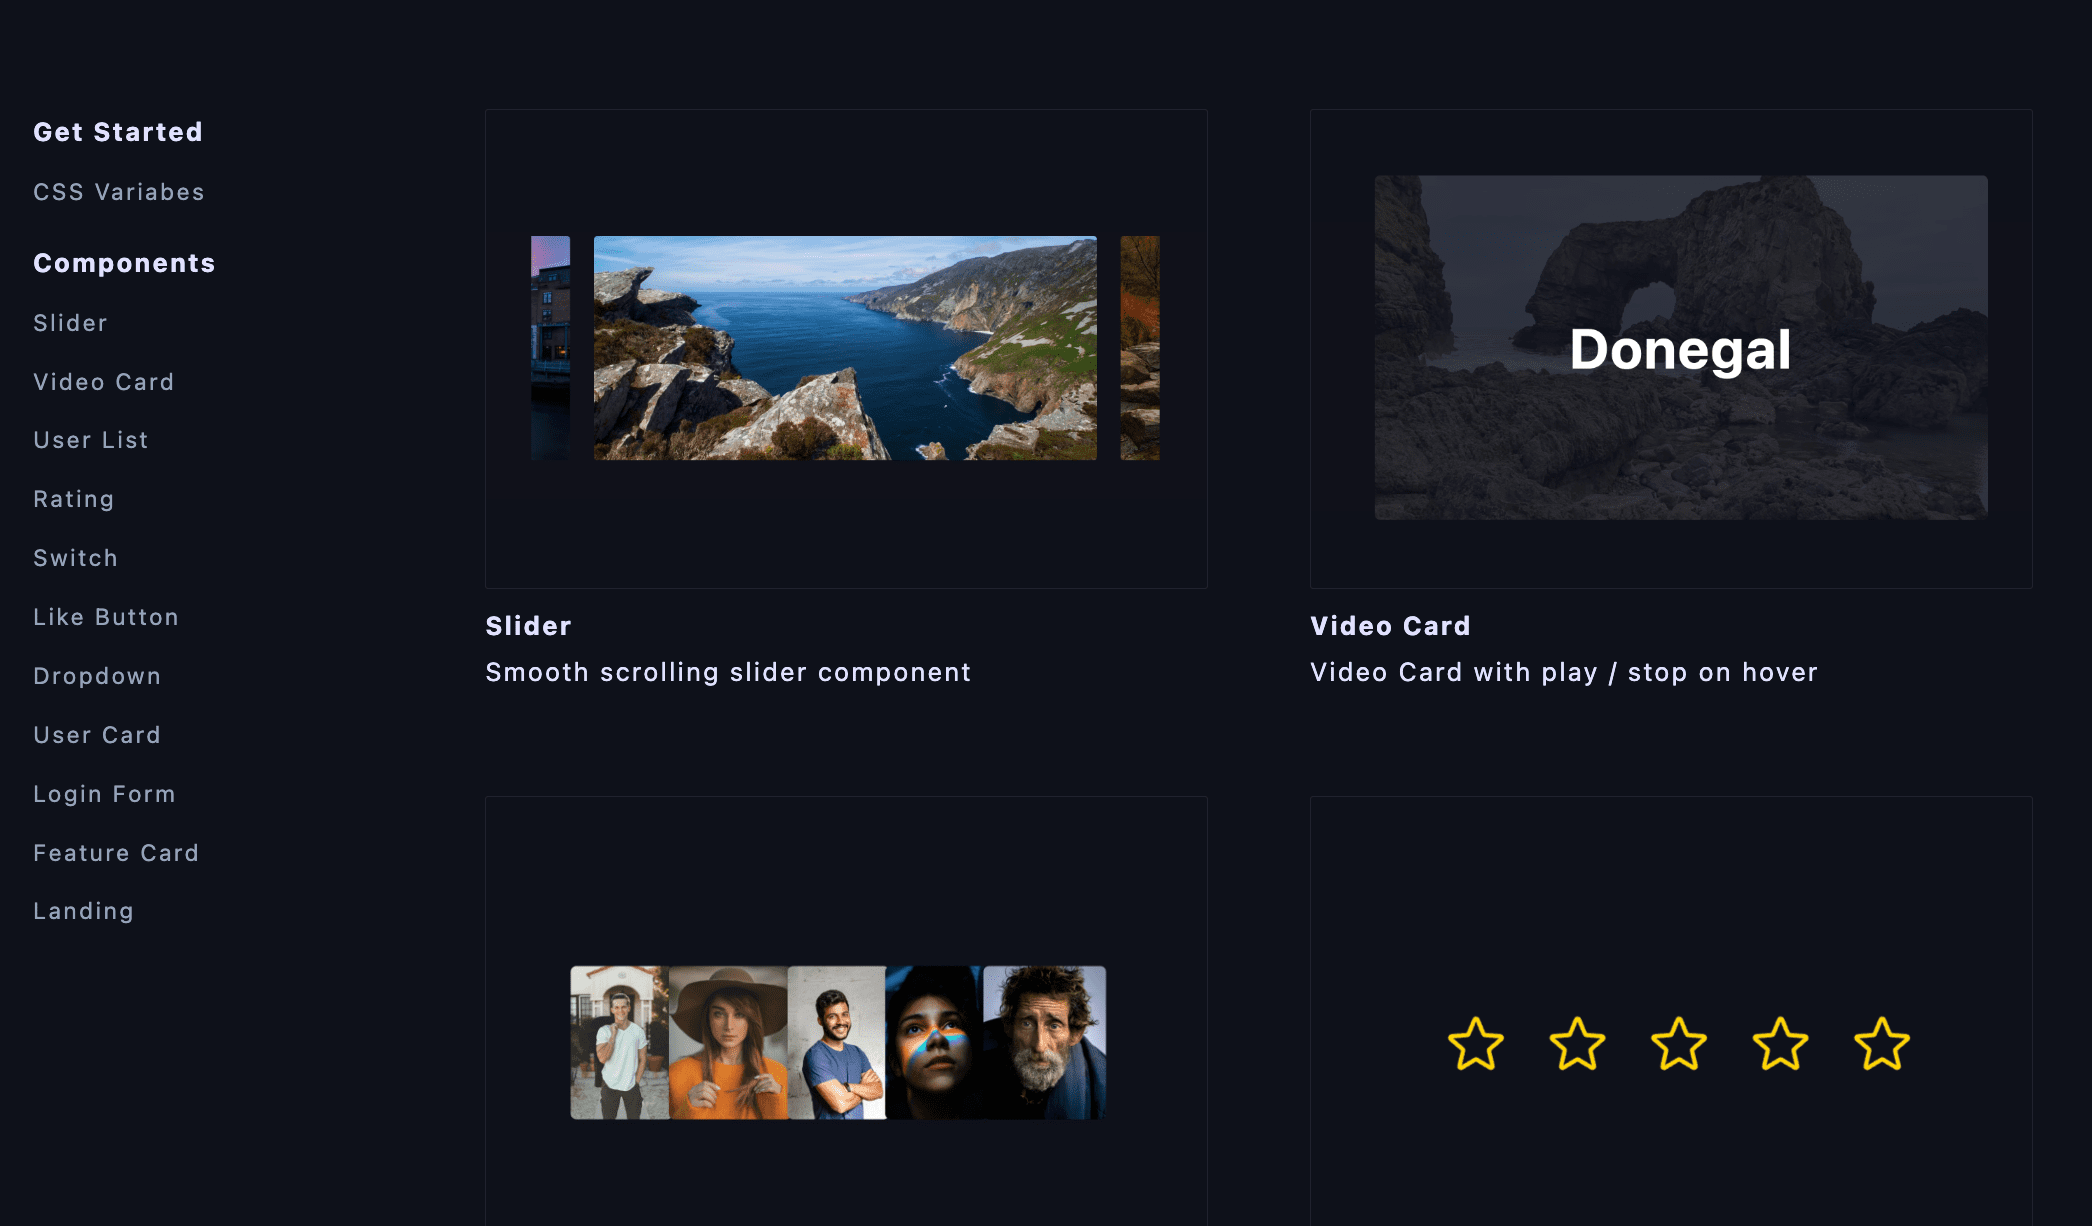 Get Started
CSS Variabes
Components
Slider
Video Card
User List
Rating
Switch
Like Button
Dropdown
User Card
Login Form
Feature Card
Landing
Slider
Smooth scrolling slider component
Donegal
Video Card
Video Card with play / stop on hover